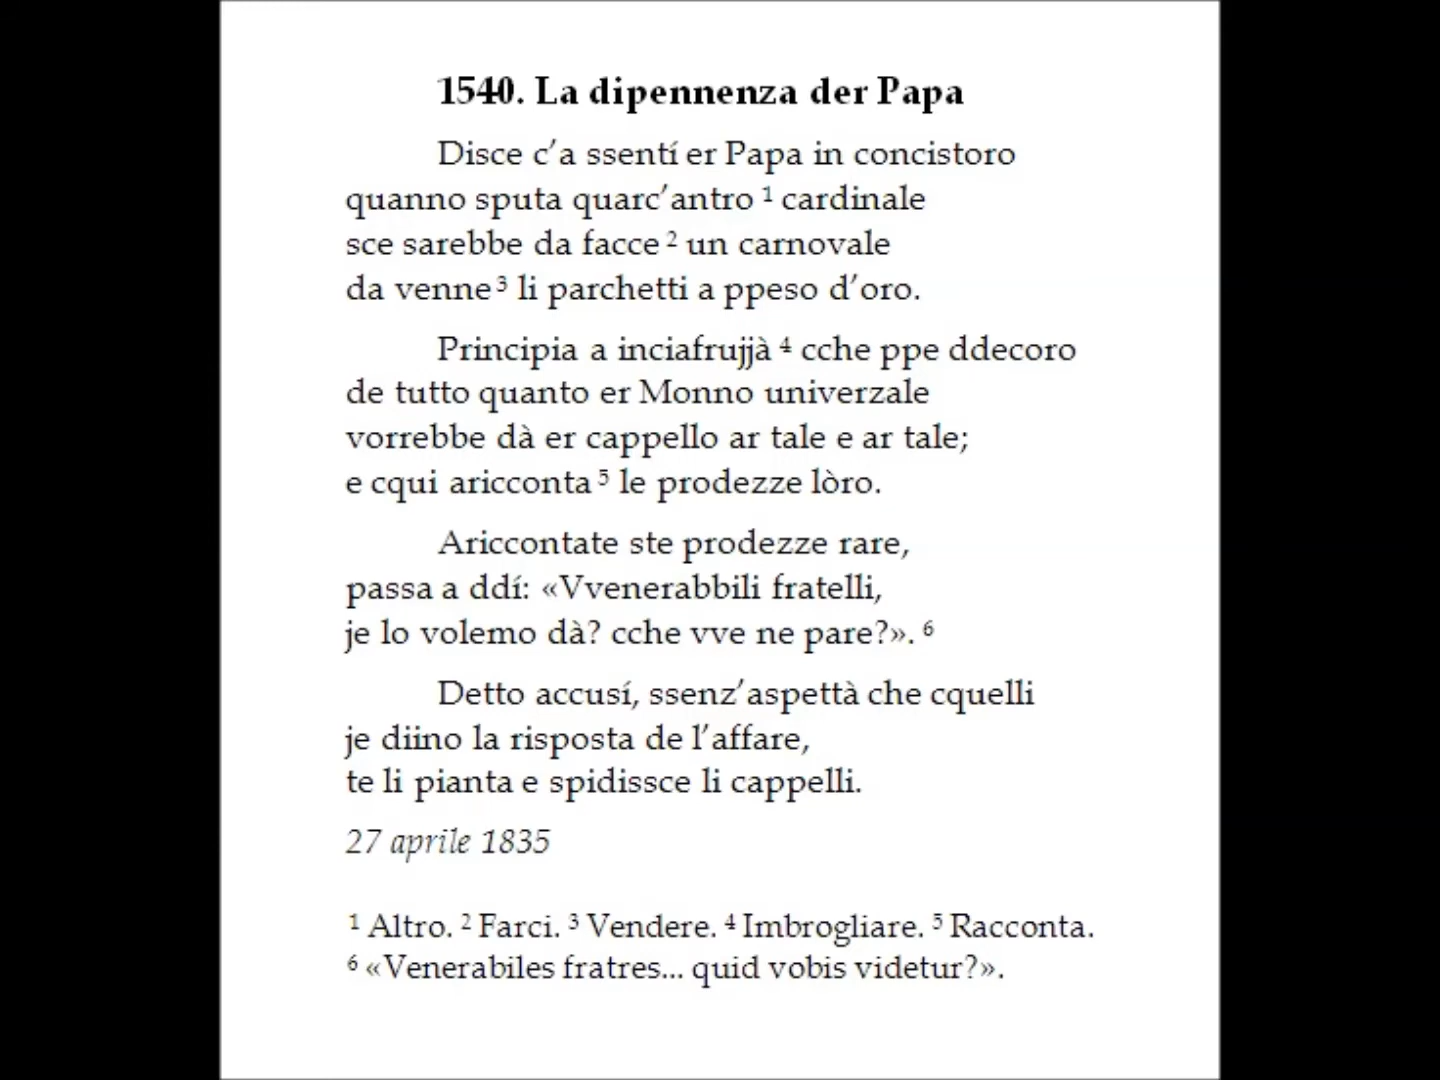 1540. La dipennenza der Papa
Disce c’a ssentí er Papa in concistoro
quanno sputa quarc’antro ¹ cardinale
sce sarebbe da facce ² un carnovale
da venne ³ li parchetti a ppeso d’oro.
Principia a inciafrujjà ⁴ cche ppe ddecoro
de tutto quanto er Monno univerzale
vorrebbe dà er cappello ar tale e ar tale;
e cqui aricconta ⁵ le prodezze lòro.
Ariccontate ste prodezze rare,
passa a ddí: «Vvenerabbili fratelli,
je lo volemo dà? cche vve ne pare?». ⁶
Detto accusí, ssenz’aspettà che cquelli
je diino la risposta de l’affare,
te li pianta e spidissce li cappelli.
27 aprile 1835
¹ Altro. ² Farci. ³ Vendere. ⁴ Imbrogliare. ⁵ Racconta.
⁶ «Venerabiles fratres... quid vobis videtur?».